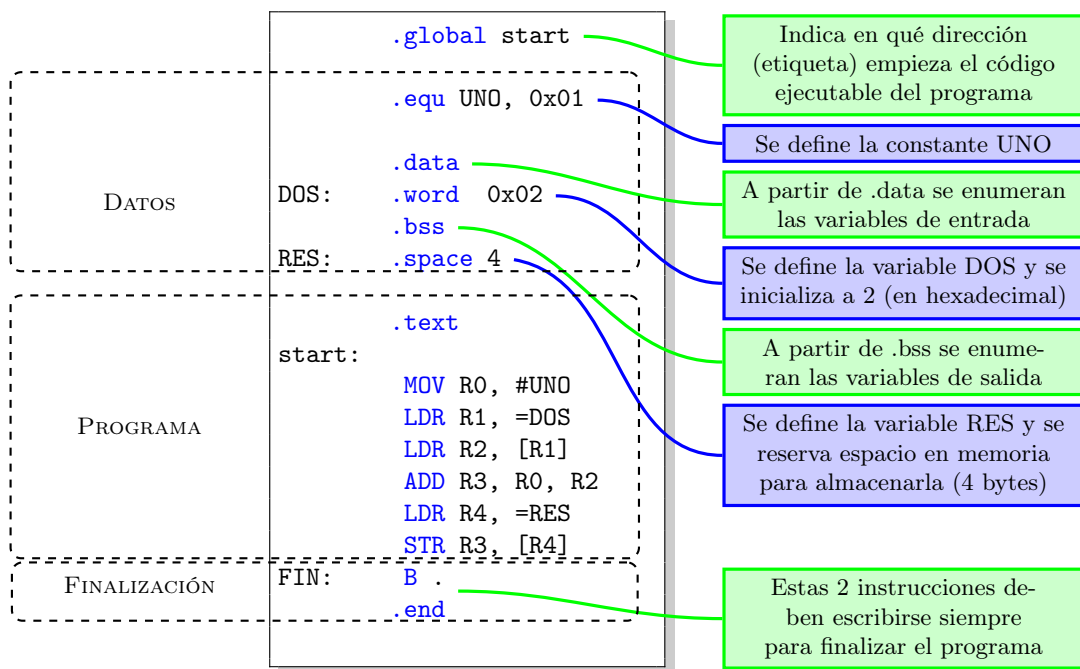 .global start
Indica en qué dirección
(etiqueta) empieza el código
ejecutable del programa
.equ UNO, 0x01
Se define la constante UNO
DATOS
.data
A partir de .data se enumeran
las variables de entrada
DOS: .word 0x02
Se define la variable DOS y se
inicializa a 2 (en hexadecimal)
.bss
A partir de .bss se enume-
ran las variables de salida
RES: .space 4
Se define la variable RES y se
reserva espacio en memoria
para almacenarla (4 bytes)
PROGRAMA
.text
start:
MOV R0, #UNO
LDR R1, =DOS
LDR R2, [R1]
ADD R3, R0, R2
LDR R4, =RES
STR R3, [R4]
FINALIZACIÓN
FIN: B .
.end
Estas 2 instrucciones de-
ben escribirse siempre
para finalizar el programa